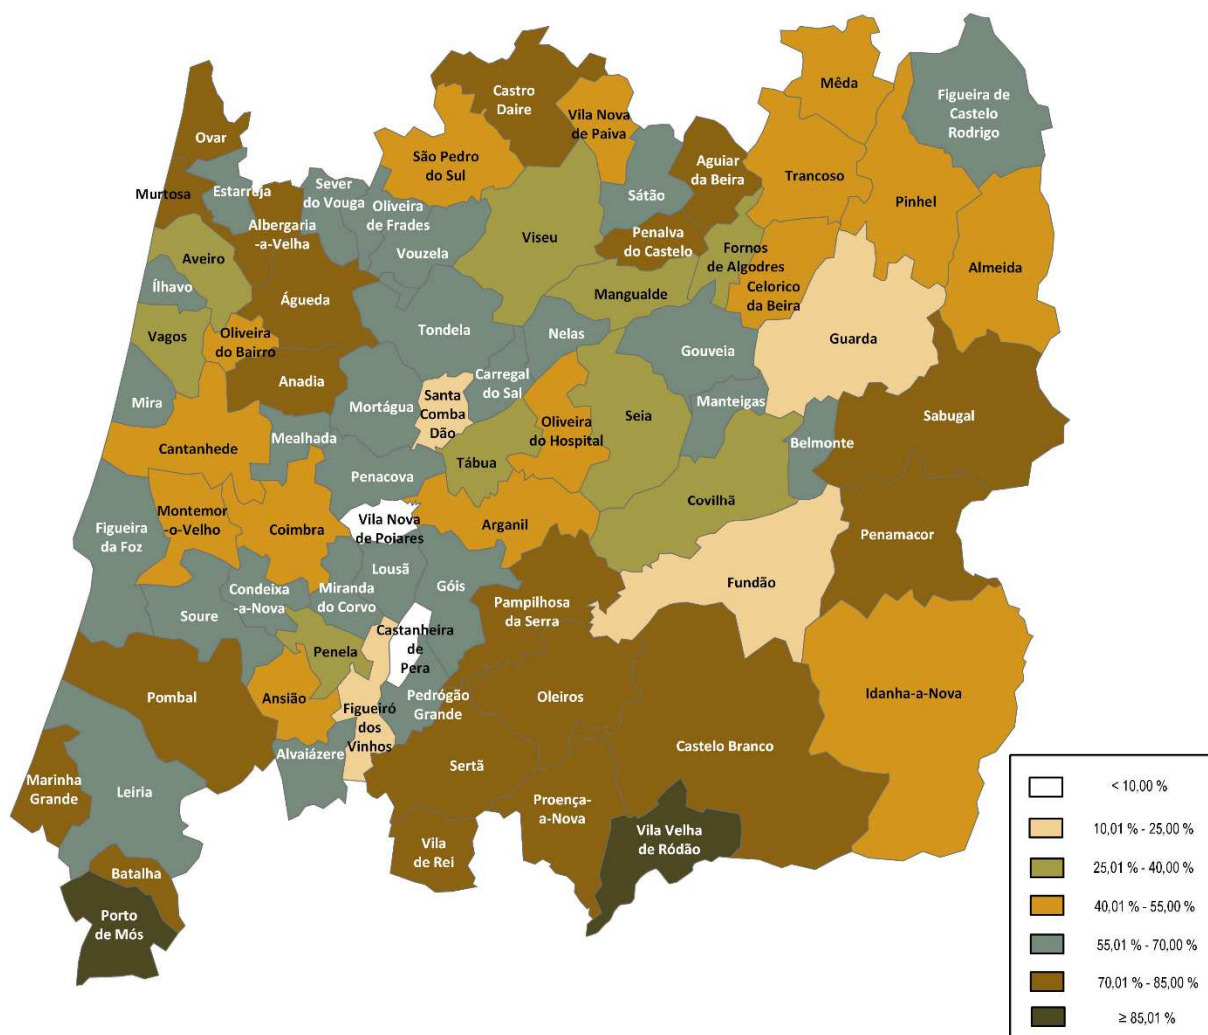 Mêda
Castro
Daire
Figueira de
Castelo
Rodrigo
Vila Nova
de Paiva
Ovar
São Pedro
do Sul
Aguiar
da Beira
Trancoso
Murtosa
Estarreja
Sever
do Vouga
Oliveira
de Frades
Sátão
Pinhel
Albergaria
-a-Velha
Viseu
Penalva
do Castelo
Vouzela
Fornos
de Algodres
Aveiro
Almeida
Celorico
da Beira
Ílhavo
Águeda
Mangualde
Vagos
Oliveira
do Bairro
Tondela
Nelas
Guarda
Gouveia
Anadia
Carregal
do Sal
Mira
Mortágua
Santa
Comba
Dão
Manteigas
Seia
Sabugal
Oliveira
do Hospital
Mealhada
Belmonte
Cantanhede
Tábua
Penacova
Covilhã
Montemor
-o-Velho
Vila Nova
de Poiares
Figueira
da Foz
Coimbra
Arganil
Penamacor
Lousã
Fundão
Condeixa
-a-Nova
Miranda
do Corvo
Góis
Soure
Pampilhosa
da Serra
Castanheira
de
Pera
Penela
Idanha-a-Nova
Pombal
Ansião
Pedrógão
Grande
Oleiros
Figueiró
dos
Vinhos
Castelo Branco
Alvaiázere
Sertã
Marinha
Grande
Leiria
Proença-
a-Nova
Vila Velha
de Ródão
Vila
de Rei
Batalha
Porto
de Mós
< 10,00 %
10,01 % - 25,00 %
25,01 % - 40,00 %
40,01 % - 55,00 %
55,01 % - 70,00 %
70,01 % - 85,00 %
≥ 85,01 %